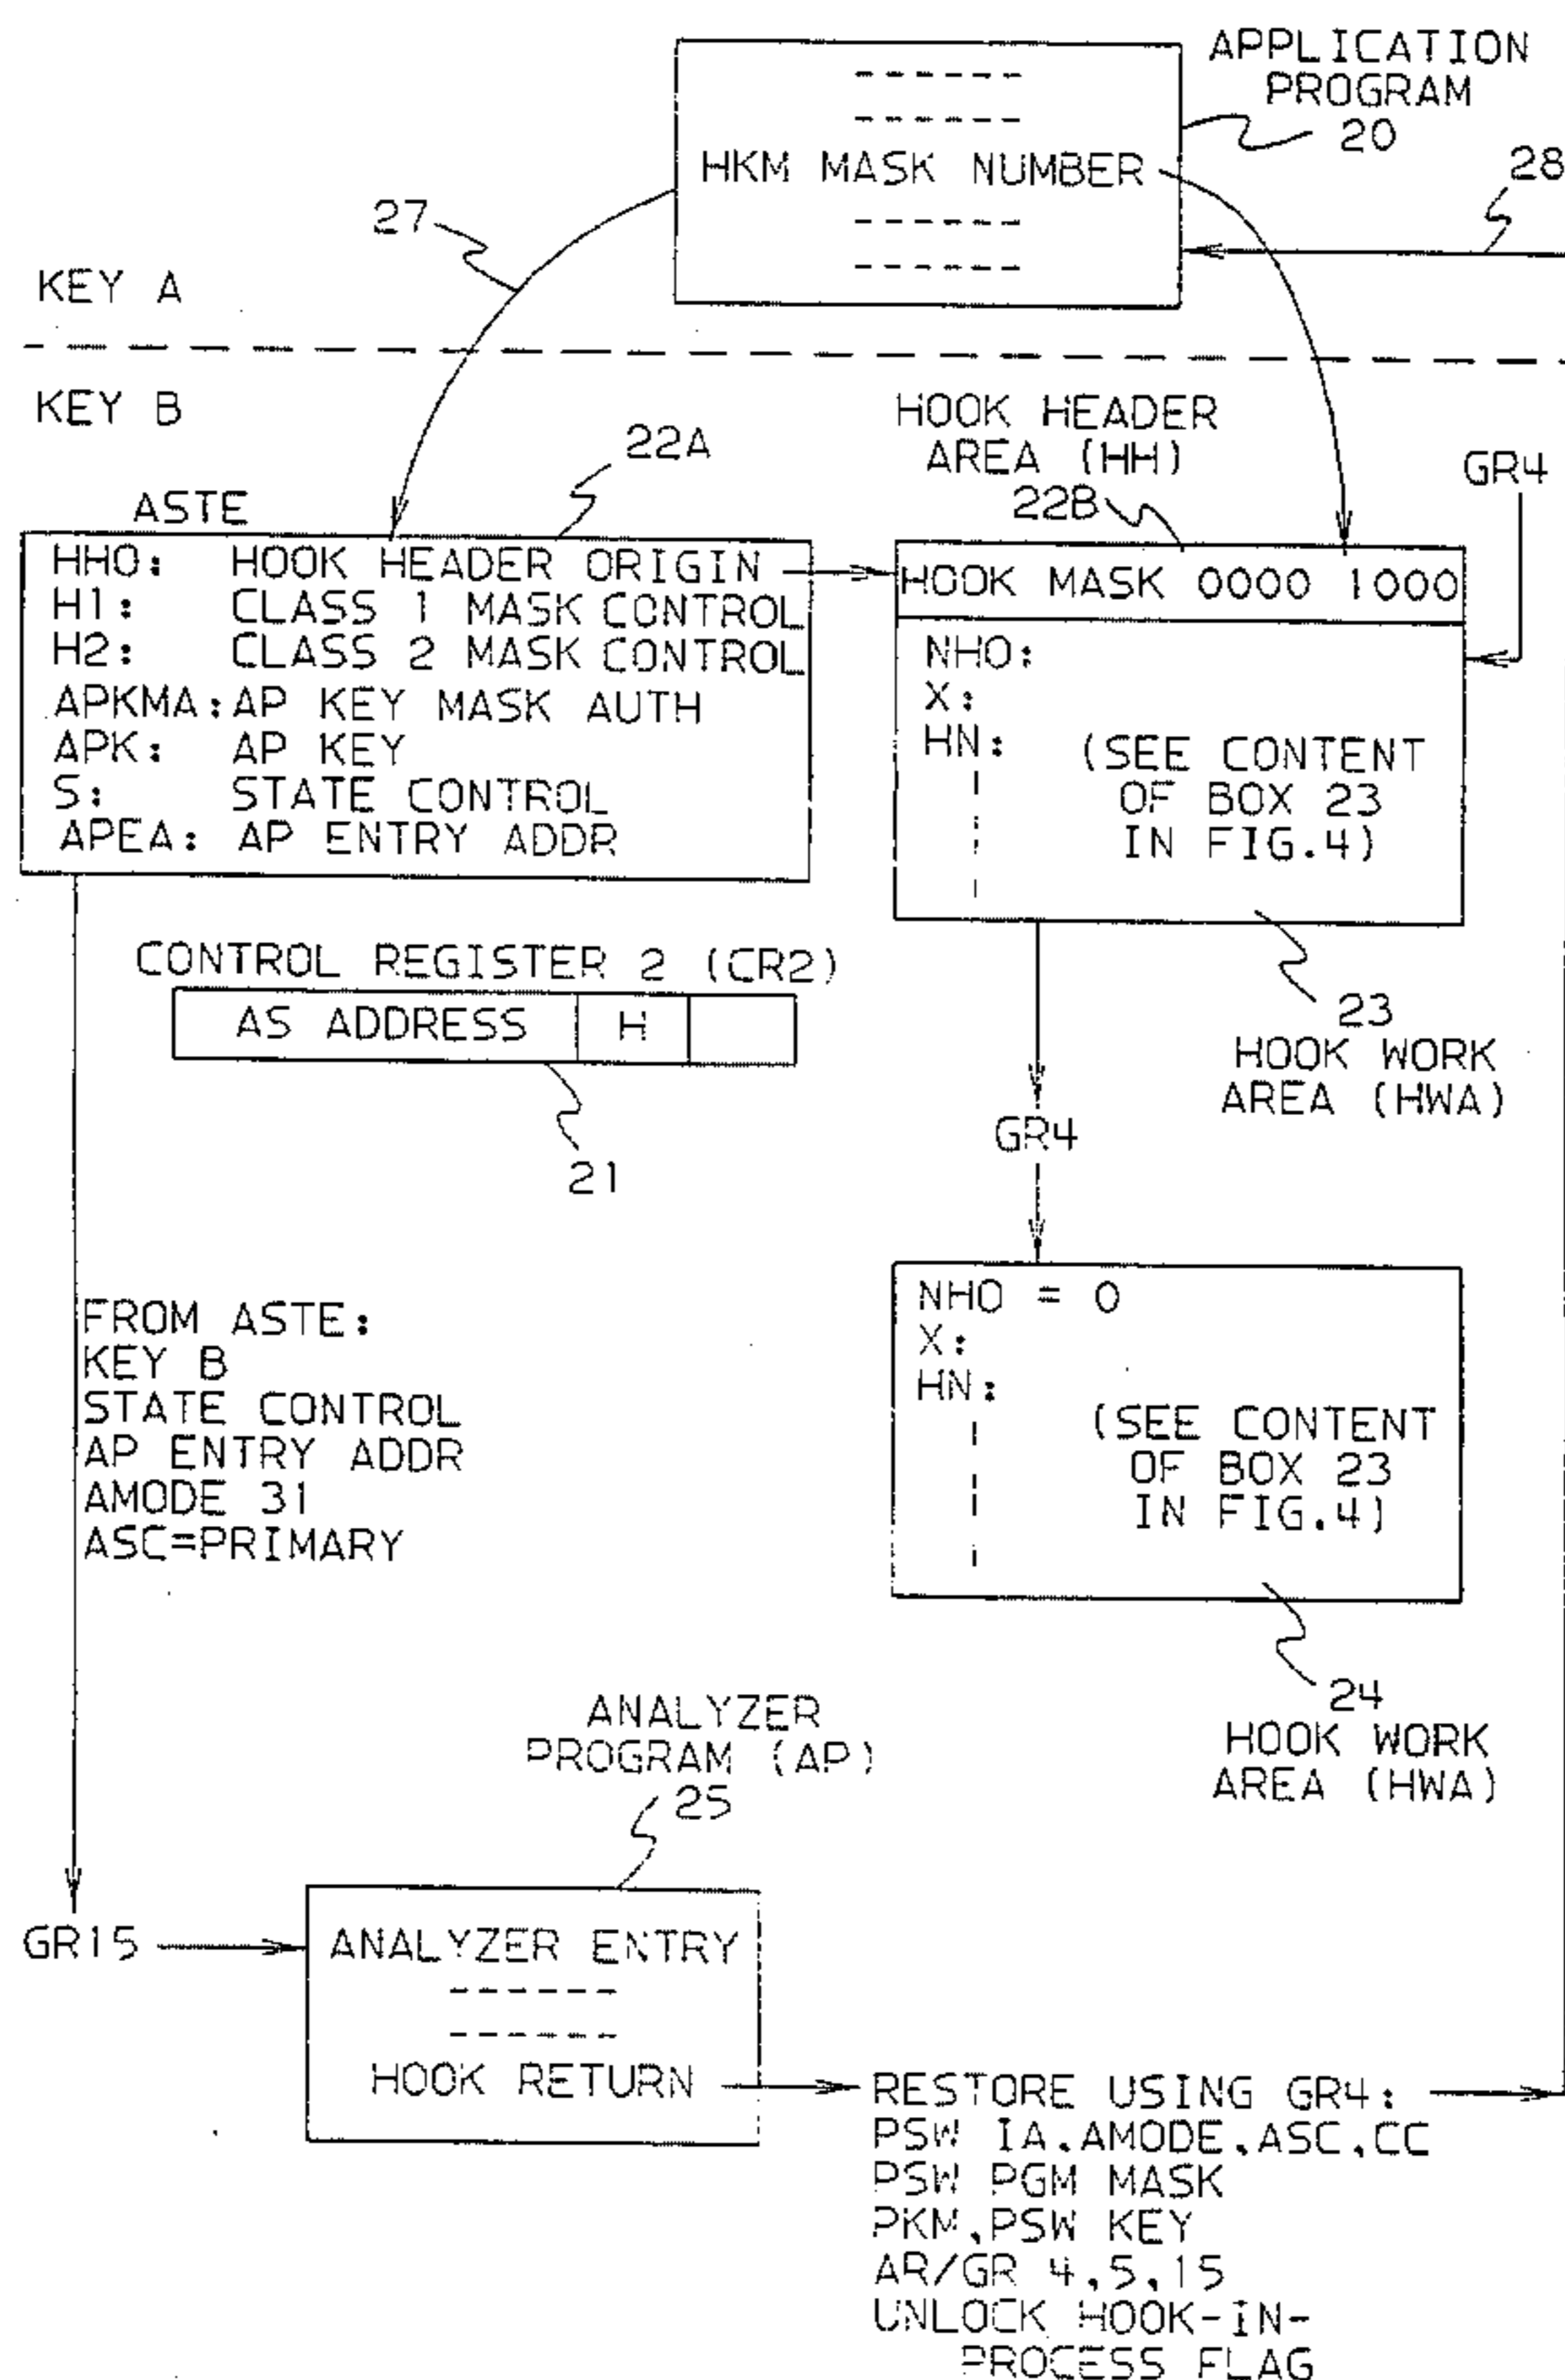 APPLICATION
PROGRAM
20
------
------
HKM MASK NUMBER
------
------
28
27
KEY A
KEY B
HOOK HEADER
AREA (HH)
22B
22A
GR4
ASTE
HHO: HOOK HEADER ORIGIN
H1: CLASS 1 MASK CONTROL
H2: CLASS 2 MASK CONTROL
APKMA: AP KEY MASK AUTH
APK: AP KEY
S: STATE CONTROL
APEA: AP ENTRY ADDR
HOOK MASK 0000 1000
NHO:
X:
HN: (SEE CONTENT
OF BOX 23
IN FIG.4)
CONTROL REGISTER 2 (CR2)
AS ADDRESS H
21
23
HOOK WORK
AREA (HWA)
GR4
NHO = 0
X:
HN:
(SEE CONTENT
OF BOX 23
IN FIG.4)
24
HOOK WORK
AREA (HWA)
FROM ASTE:
KEY B
STATE CONTROL
AP ENTRY ADDR
AMODE 31
ASC=PRIMARY
ANALYZER
PROGRAM (AP)
25
GR15
ANALYZER ENTRY
------
------
HOOK RETURN
RESTORE USING GR4:
PSW IA,AMODE,ASC,CC
PSW PGM MASK
PKM,PSW KEY
AR/GR 4,5,15
UNLOCK HOOK-IN-
PROCESS FLAG